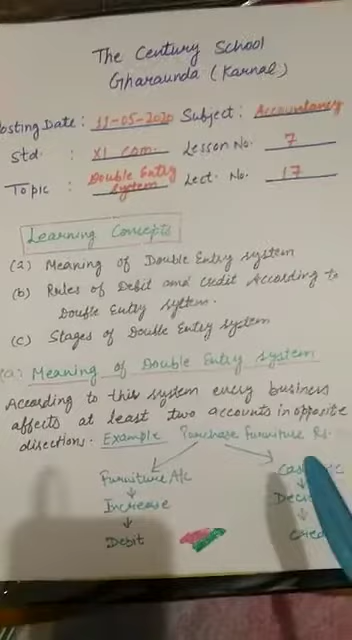 The Century School
Gharaunda (Karnal)
Posting Date: 11-05-2020 Subject: Accountancy
Std. : XI Com. Lesson No. 7
Topic : Double Entry System Lect. No. 17
Learning Concepts
(a) Meaning of Double Entry system
(b) Rules of Debit and credit According to
Double Entry system.
(c) Stages of Double Entry system
(a: Meaning of Double Entry system
According to this system every business
affects at least two accounts in opposite
directions. Example Purchase furniture Rs.
Furniture A/c
Increase
Debit